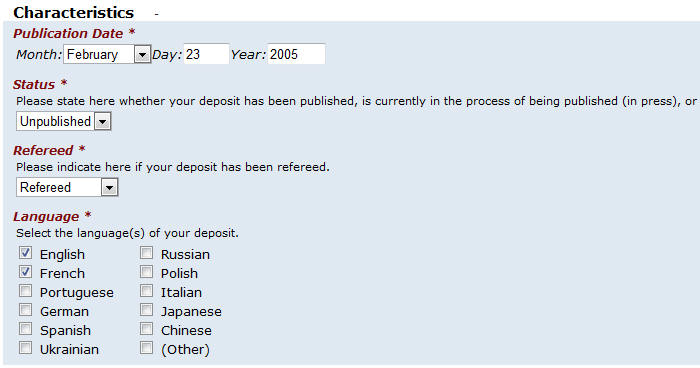 Characteristics -
Publication Date *
Month: February Day: 23 Year: 2005
Status *
Please state here whether your deposit has been published, is currently in the process of being published (in press), or
Unpublished
Refereed *
Please indicate here if your deposit has been refereed.
Refereed
Language *
Select the language(s) of your deposit.
English Russian
French Polish
Portuguese Italian
German Japanese
Spanish Chinese
Ukrainian (Other)